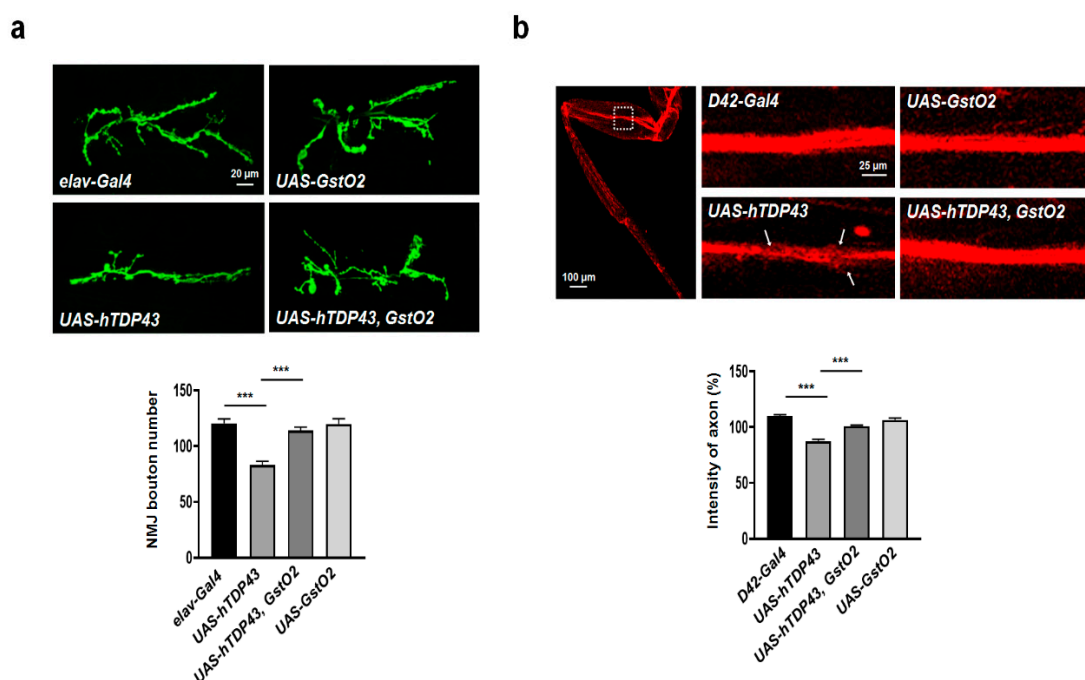 a
elav-Gal4
20 µm
UAS-GstO2
UAS-hTDP43
UAS-hTDP43, GstO2
NMJ bouton number
150
100
50
0
***
***
elav-Gal4
UAS-hTDP43
UAS-hTDP43, GstO2
UAS-GstO2
b
100 µm
D42-Gal4
25 µm
UAS-GstO2
UAS-hTDP43
UAS-hTDP43, GstO2
Intensity of axon (%)
150
100
50
0
***
***
D42-Gal4
UAS-hTDP43
UAS-hTDP43, GstO2
UAS-GstO2